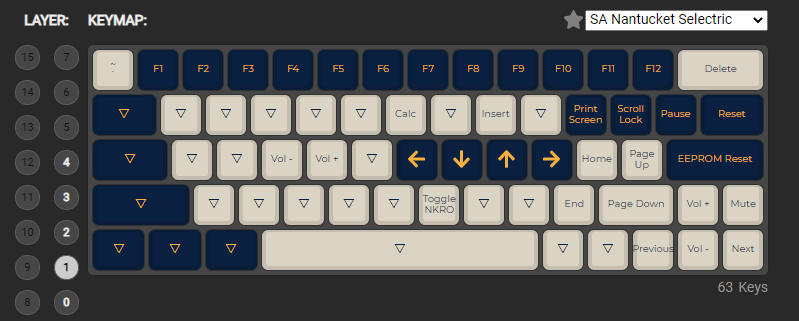 LAYER: KEYMAP: SA Nantucket Selectric
15 7
14 6
13 5
12 4
11 3
10 2
9 1
8 0
~ ` F1 F2 F3 F4 F5 F6 F7 F8 F9 F10 F11 F12 Delete
▽ ▽ ▽ ▽ ▽ ▽ Calc ▽ Insert ▽ Print Screen Scroll Lock Pause Reset
▽ ▽ ▽ Vol - Vol + ▽ ← ↓ ↑ → Home Page Up EEPROM Reset
▽ ▽ ▽ ▽ ▽ ▽ Toggle NKRO ▽ ▽ End Page Down Vol + Mute
▽ ▽ ▽ ▽ ▽ ▽ Previous Vol - Next
63 Keys